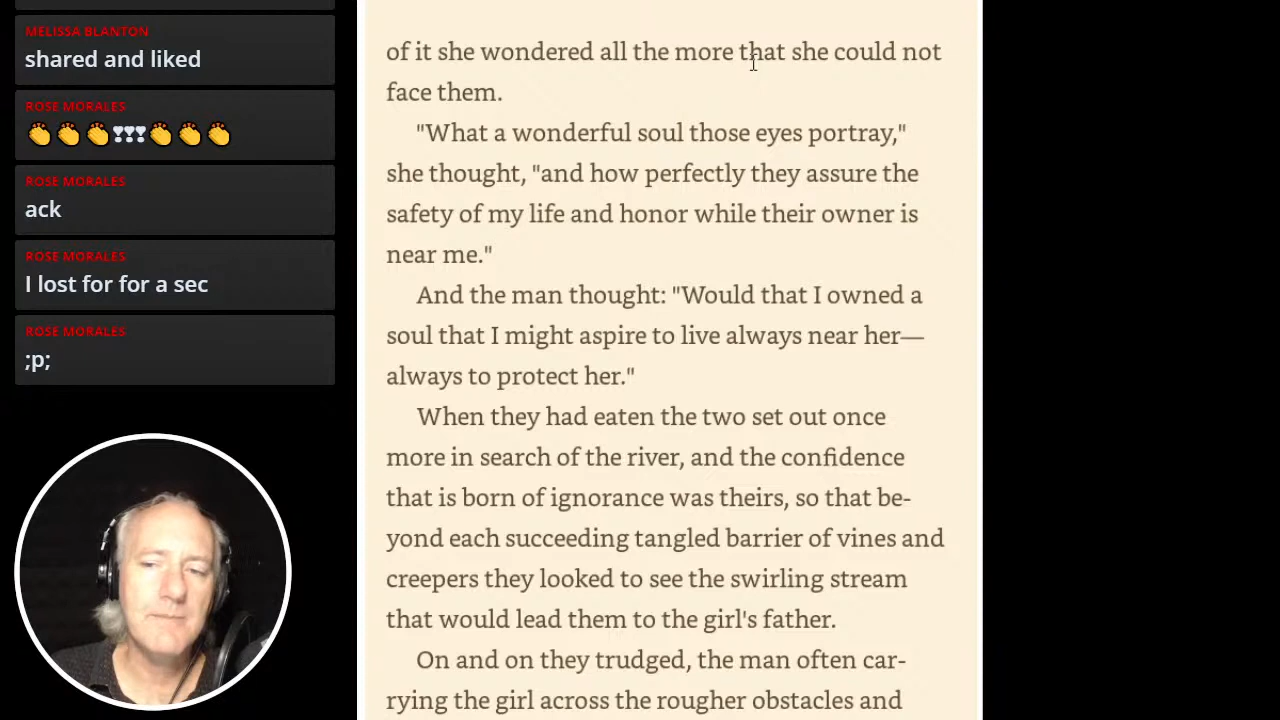 MELISSA BLANTON
shared and liked
ROSE MORALES
👏👏👏❣❣❣👏👏👏
ROSE MORALES
ack
ROSE MORALES
I lost for for a sec
ROSE MORALES
;p;
of it she wondered all the more that she could not
face them.
"What a wonderful soul those eyes portray,"
she thought, "and how perfectly they assure the
safety of my life and honor while their owner is
near me."
And the man thought: "Would that I owned a
soul that I might aspire to live always near her—
always to protect her."
When they had eaten the two set out once
more in search of the river, and the confidence
that is born of ignorance was theirs, so that be-
yond each succeeding tangled barrier of vines and
creepers they looked to see the swirling stream
that would lead them to the girl's father.
On and on they trudged, the man often car-
rying the girl across the rougher obstacles and